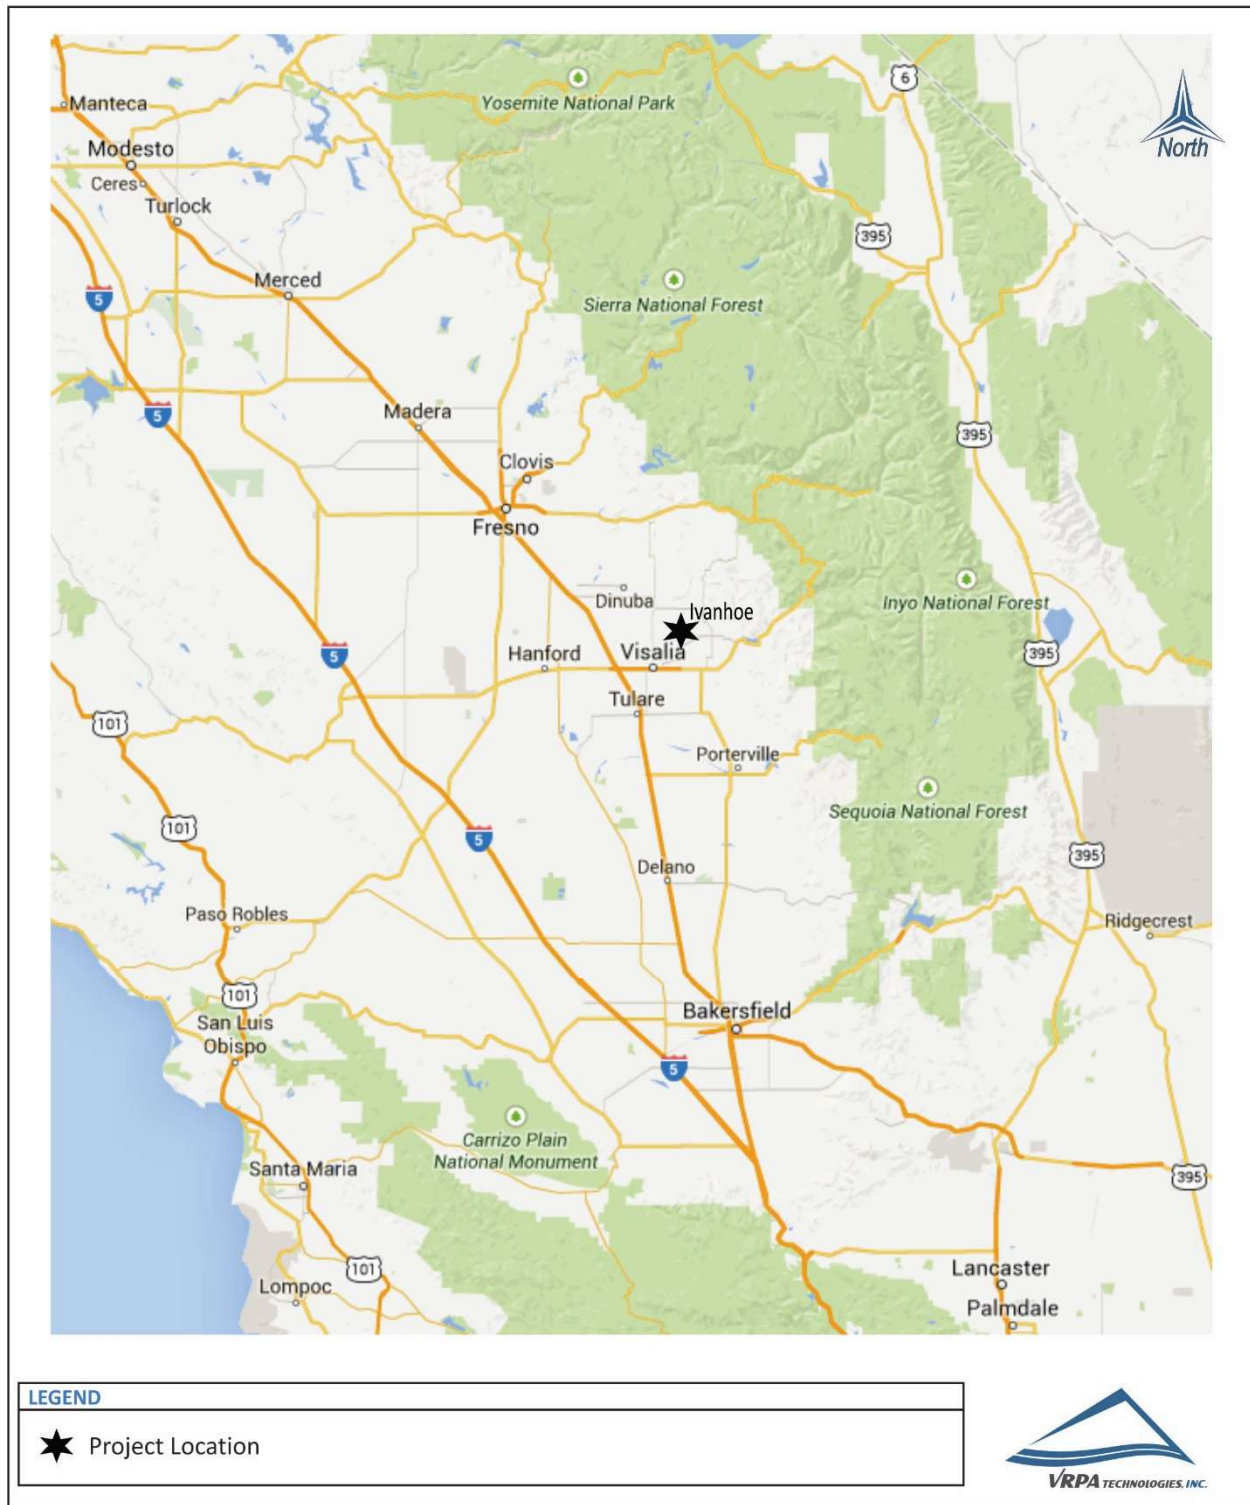 Manteca
Modesto
Ceres
Turlock
Merced
Madera
Clovis
Fresno
Yosemite National Park
Sierra National Forest
6
North
395
5
5
395
Dinuba
Ivanhoe
Inyo National Forest
Hanford
Visalia
5
395
Tulare
101
Porterville
Sequoia National Forest
101
5
395
Delano
Paso Robles
Ridgecrest
101
San Luis
Obispo
Bakersfield
5
Carrizo Plain
National Monument
Santa Maria
395
101
Lompoc
Lancaster
Palmdale
LEGEND
Project Location
VRPA TECHNOLOGIES, INC.